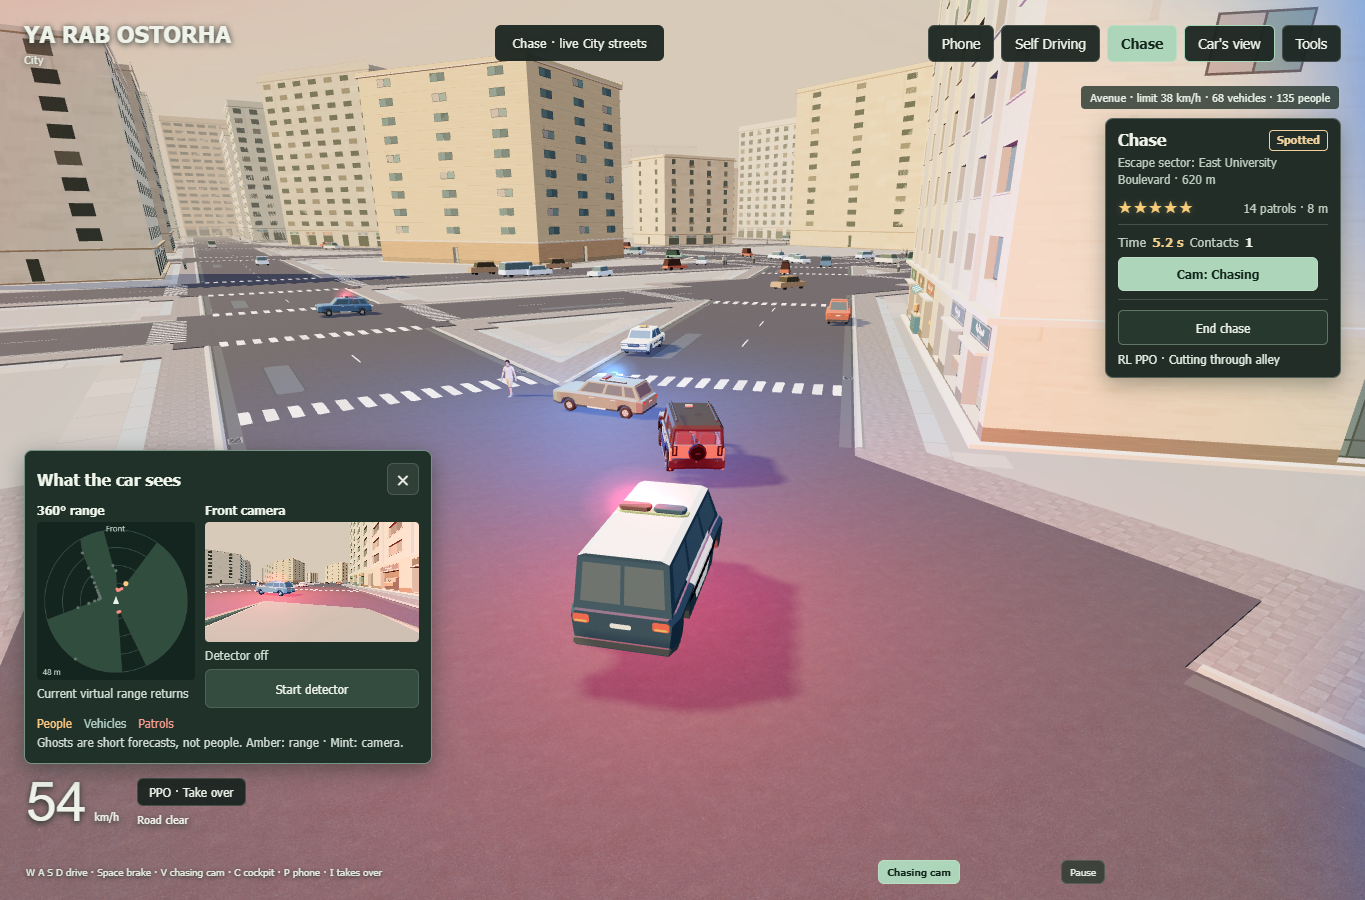 YA RAB OSTORHA
City
Chase · live City streets
Phone
Self Driving
Chase
Car's view
Tools
Avenue · limit 38 km/h · 68 vehicles · 135 people
Chase
Spotted
Escape sector: East University
Boulevard · 620 m
★★★★★
14 patrols · 8 m
Time 5.2 s Contacts 1
Cam: Chasing
End chase
RL PPO · Cutting through alley
What the car sees
×
360° range
Front camera
Front
48 m
Detector off
Current virtual range returns
Start detector
People Vehicles Patrols
Ghosts are short forecasts, not people. Amber: range · Mint: camera.
54 km/h
PPO · Take over
Road clear
W A S D drive · Space brake · V chasing cam · C cockpit · P phone · I takes over
Chasing cam
Pause